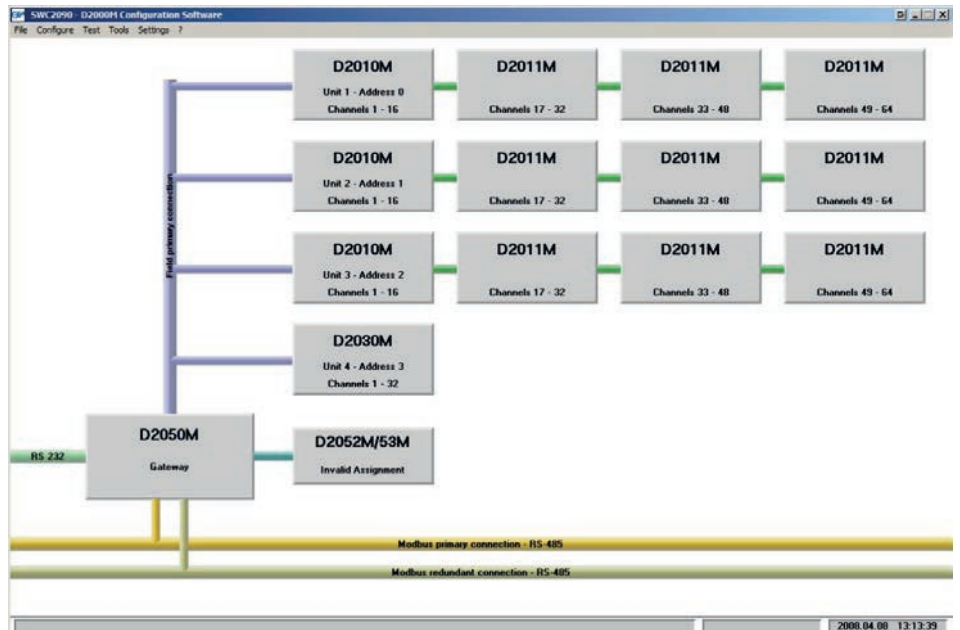 SWC2090 - D2000M Configuration Software
File Configure Test Tools Settings ?
D2010M
Unit 1 - Address 0
Channels 1 - 16
D2011M
Channels 17 - 32
D2011M
Channels 33 - 48
D2011M
Channels 49 - 64
D2010M
Unit 2 - Address 1
Channels 1 - 16
D2011M
Channels 17 - 32
D2011M
Channels 33 - 48
D2011M
Channels 49 - 64
Field primary connection
D2010M
Unit 3 - Address 2
Channels 1 - 16
D2011M
Channels 17 - 32
D2011M
Channels 33 - 48
D2011M
Channels 49 - 64
D2030M
Unit 4 - Address 3
Channels 1 - 32
RS 232
D2050M
Gateway
D2052M/53M
Invalid Assignment
Modbus primary connection - RS-485
Modbus redundant connection - RS-485
2008.04.08 13:13:39